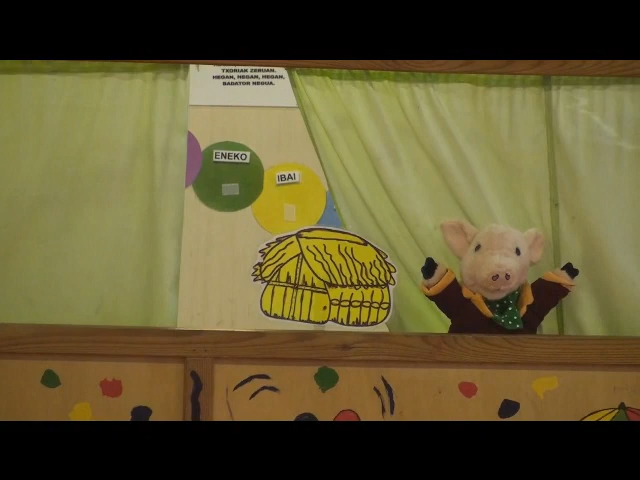 TXORIAK ZERUAN.
HEGAN, HEGAN, HEGAN,
BADATOR NEGUA.
ENEKO
IBAI